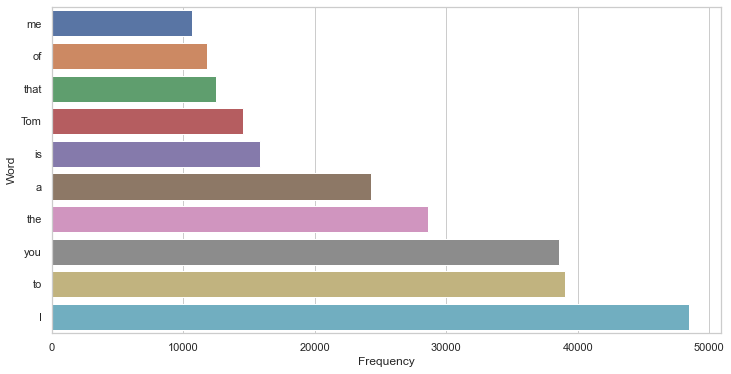 me
of
that
Tom
is
a
the
you
to
I
Word
0 10000 20000 30000 40000 50000
Frequency